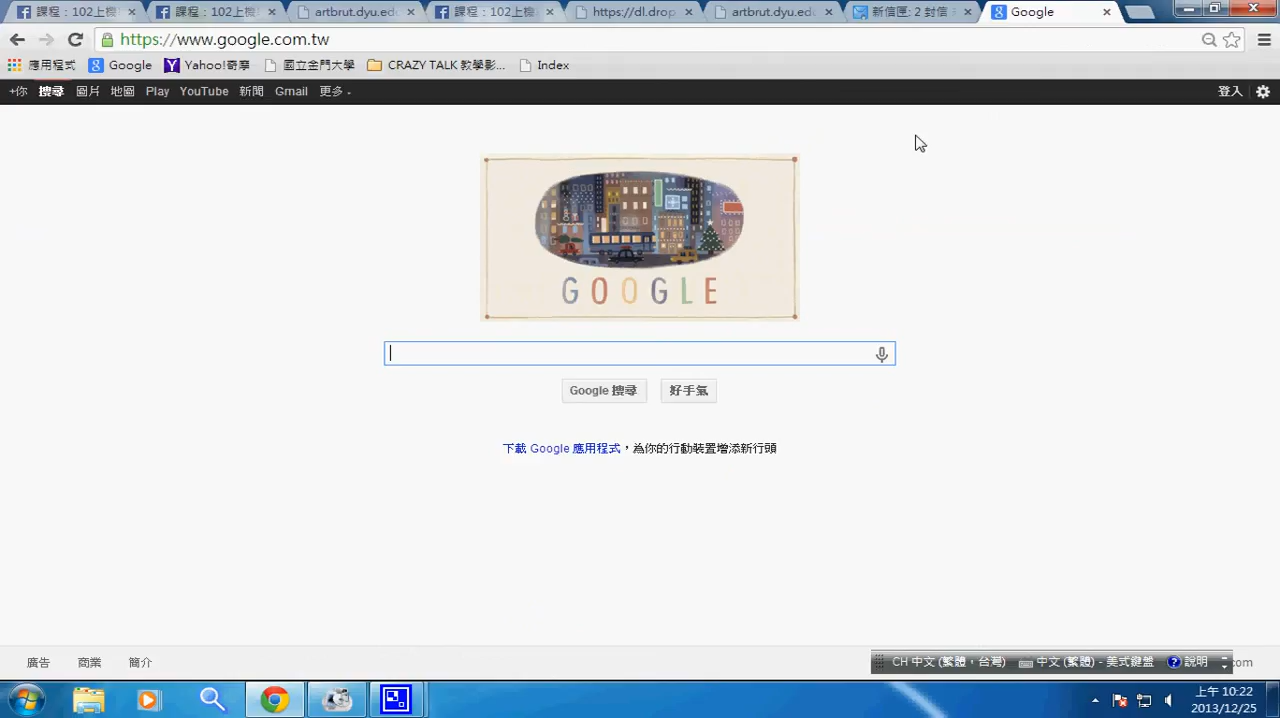 課程：102上機
課程：102上機
artbrut.dyu.edu
課程：102上機
https://dl.drop
artbrut.dyu.edu
新信匣: 2 封信
Google
https://www.google.com.tw
應用程式
Google
Yahoo!奇摩
國立金門大學
CRAZY TALK 教學影...
Index
+你 搜尋 圖片 地圖 Play YouTube 新聞 Gmail 更多
登入
GOOGLE
Google 搜尋
好手氣
下載 Google 應用程式，為你的行動裝置增添新行頭
廣告 商業 簡介
CH 中文 (繁體，台灣) 中文 (繁體) - 美式鍵盤 說明
com
上午 10:22
2013/12/25